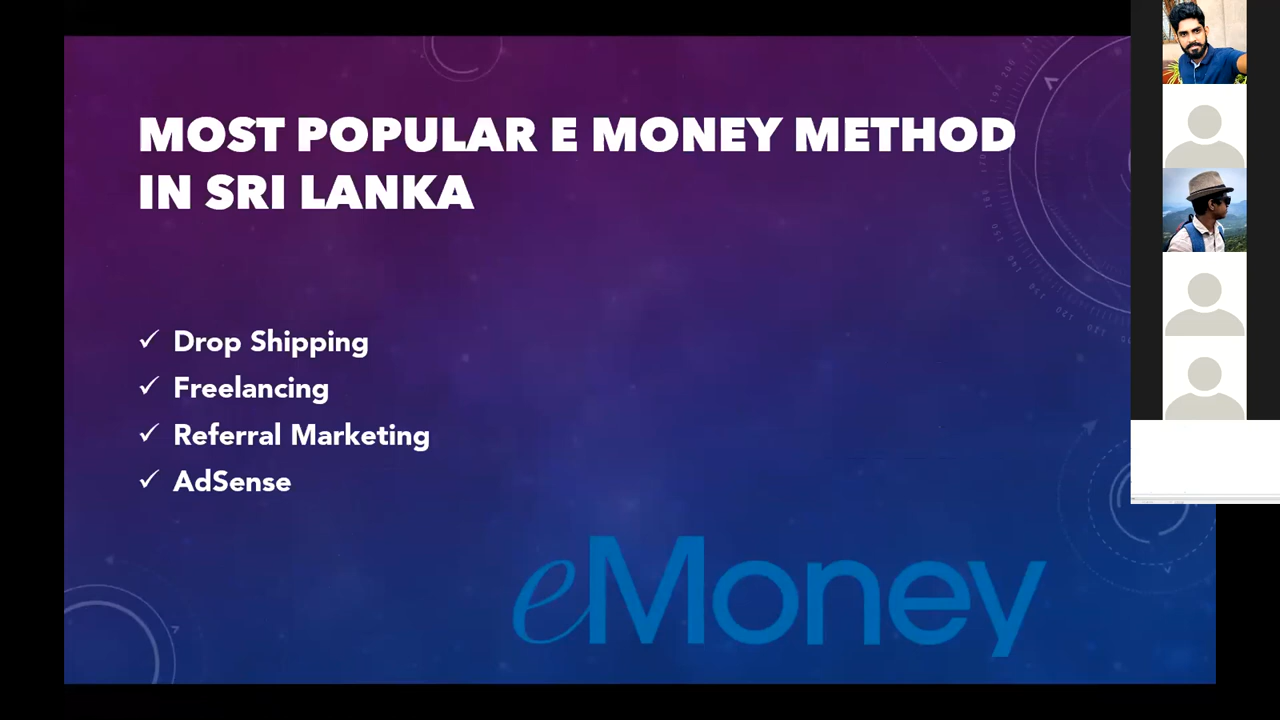 MOST POPULAR E MONEY METHOD
IN SRI LANKA
✓ Drop Shipping
✓ Freelancing
✓ Referral Marketing
✓ AdSense
eMoney